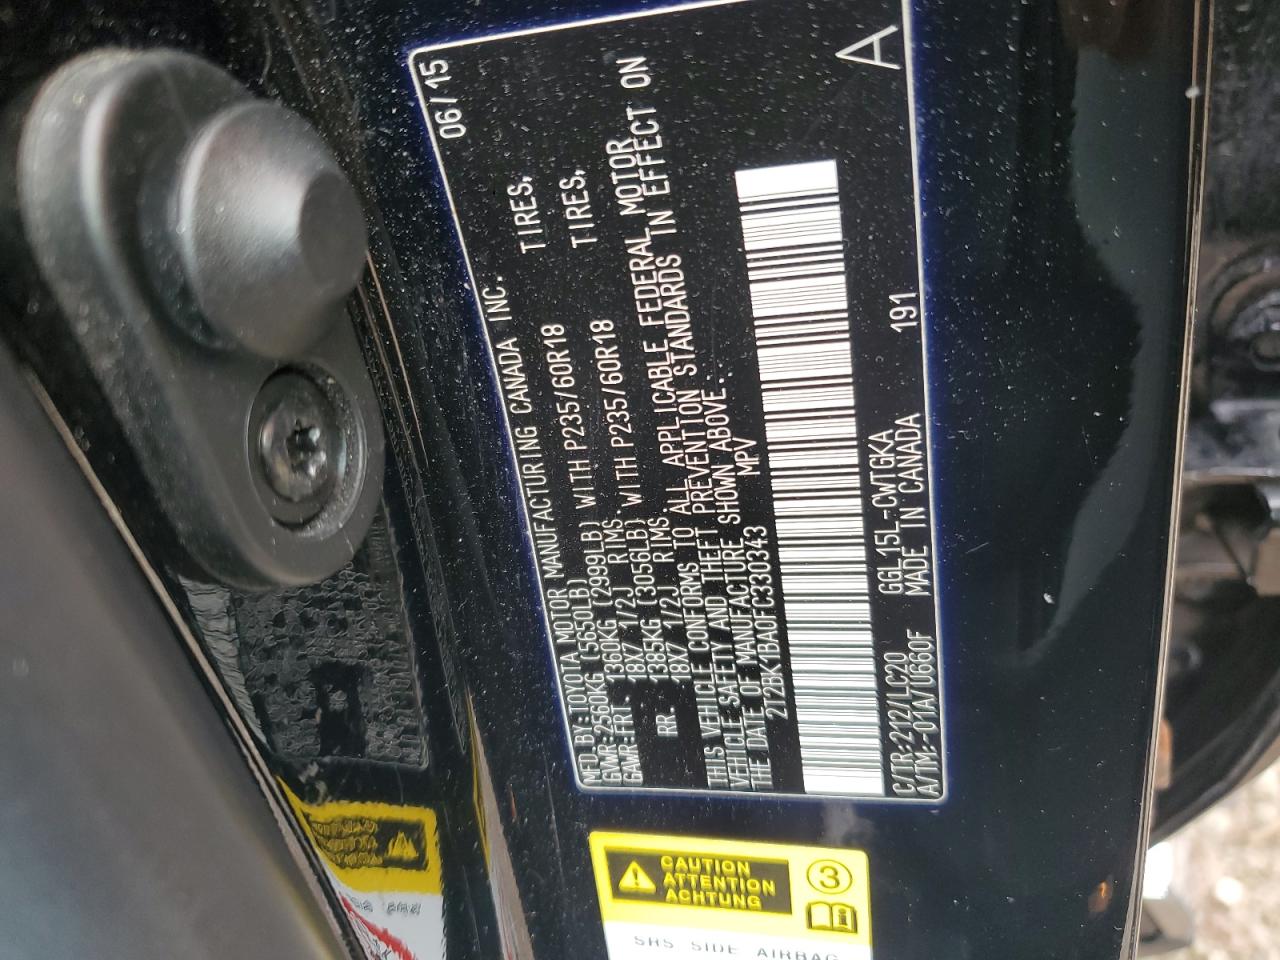 06/15
MFD BY:TOYOTA MOTOR MANUFACTURING CANADA INC.
GVWR:2560KG (5650LB)
GAWR:FRT. 1360KG (2999LB) WITH P235/60R18 TIRES,
18X7 1/2J RIMS
RR. 1385KG (3056LB) WITH P235/60R18 TIRES,
18X7 1/2J RIMS
THIS VEHICLE CONFORMS TO ALL APPLICABLE FEDERAL MOTOR
VEHICLE SAFETY AND THEFT PREVENTION STANDARDS IN EFFECT ON
THE DATE OF MANUFACTURE SHOWN ABOVE.
2T2BK1BA0FC330343 MPV
C/TR:212/LC20 GGL15L-CWTGKA
A/TM:-01A/U660F MADE IN CANADA 191
A
CAUTION
ATTENTION
ACHTUNG
3
SRS SIDE AIRBAG